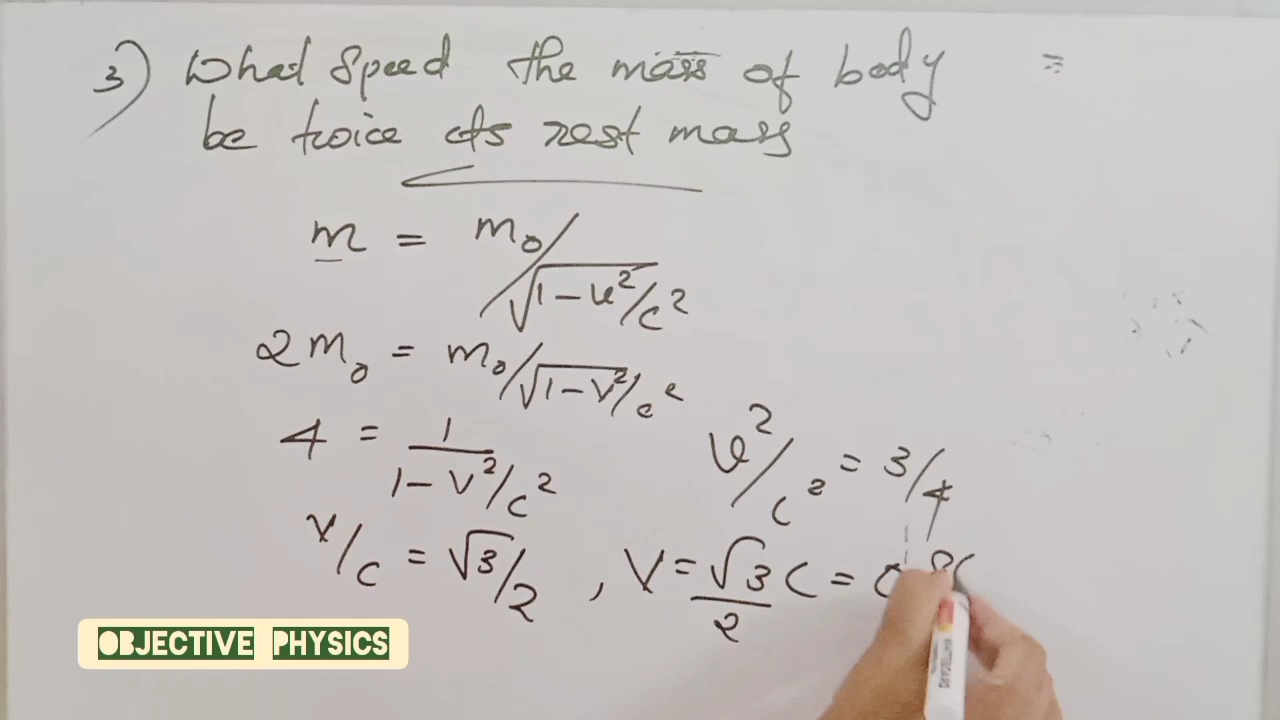 3) What speed the mass of body =
be twice its rest mass
m = m₀/√1-v²/c²
2m₀ = m₀/√1-v²/c²
4 = 1/1-v²/c²
v²/c² = 3/4
v/c = √3/2 , V = √3/2 C =
OBJECTIVE PHYSICS